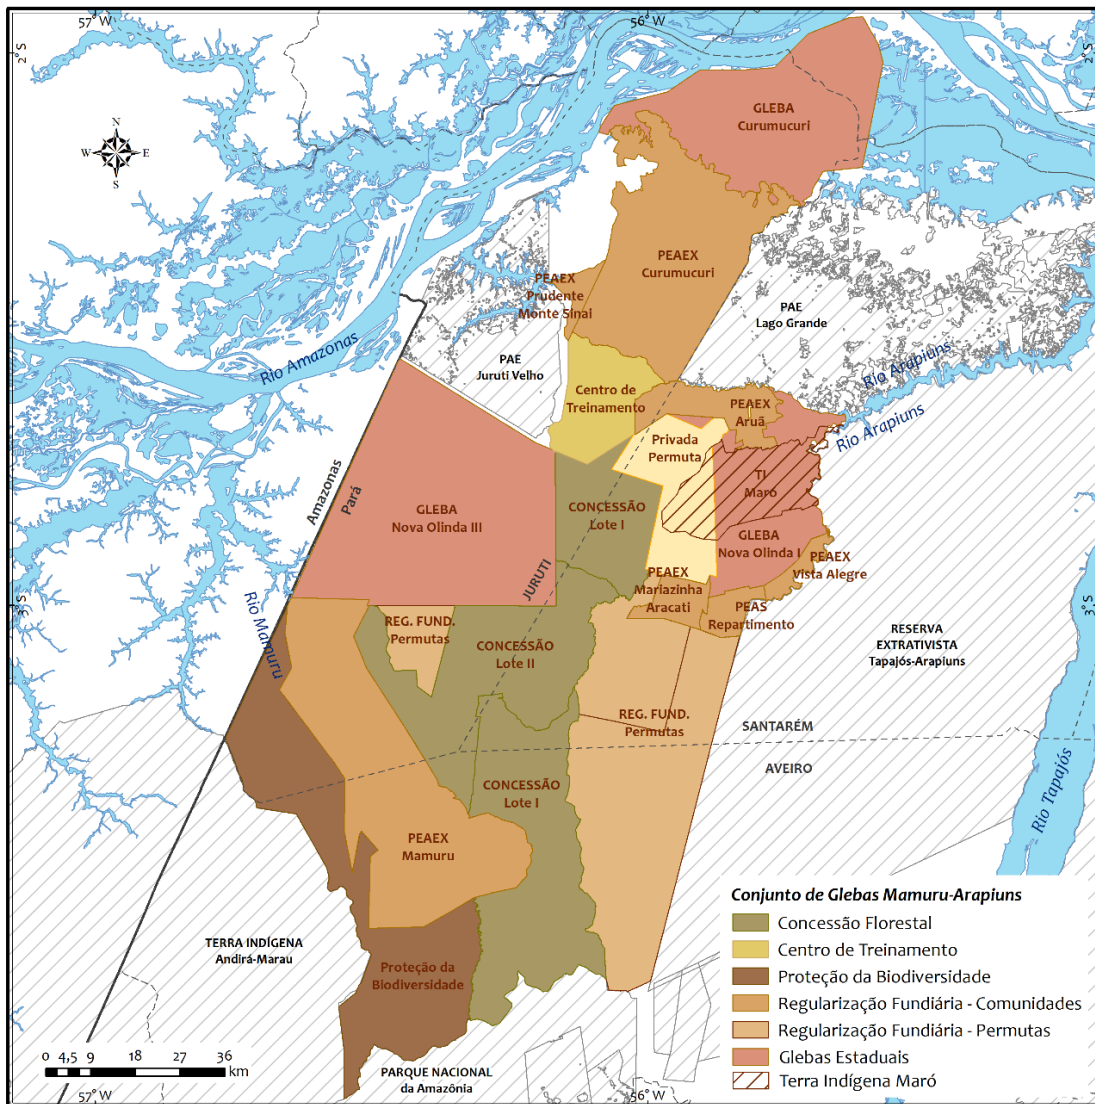 57°W
56°W
2°S
2°S
N
W
E
S
GLEBA
Curumucuri
PEAEX
Curumucuri
PEAEX
Prudente
Monte Sinai
PAE
Lago Grande
Rio Amazonas
PAE
Juruti Velho
Rio Arapiuns
Rio Arapiuns
Centro de
Treinamento
PEAEX
Aruã
Privada
Permuta
TI
Maró
Amazonas
Pará
GLEBA
Nova Olinda III
CONCESSÃO
Lote I
GLEBA
Nova Olinda I
PEAEX
Vista Alegre
JURUTI
PEAEX
Mariazinha
Aracati
PEAS
Repartimento
3°S
3°S
Rio Mamuru
REG. FUND.
Permutas
CONCESSÃO
Lote II
RESERVA
EXTRATIVISTA
Tapajós-Arapiuns
REG. FUND.
Permutas
SANTARÉM
AVEIRO
Rio Tapajós
CONCESSÃO
Lote I
PEAEX
Mamuru
TERRA INDÍGENA
Andirá-Marau
Proteção da
Biodiversidade
PARQUE NACIONAL
da Amazônia
0 4,5 9 18 27 36
km
57°W
56°W
Conjunto de Glebas Mamuru-Arapiuns
Concessão Florestal
Centro de Treinamento
Proteção da Biodiversidade
Regularização Fundiária - Comunidades
Regularização Fundiária - Permutas
Glebas Estaduais
Terra Indígena Maró